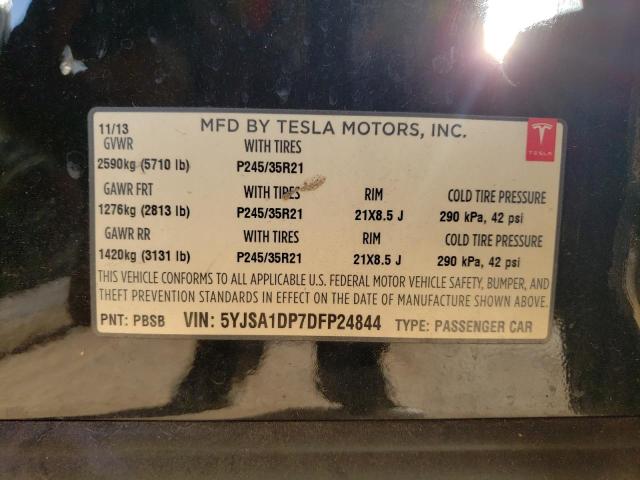 11/13 MFD BY TESLA MOTORS, INC.
TESLA
GVWR WITH TIRES
2590kg (5710 lb) P245/35R21
GAWR FRT WITH TIRES RIM COLD TIRE PRESSURE
1276kg (2813 lb) P245/35R21 21X8.5 J 290 kPa, 42 psi
GAWR RR WITH TIRES RIM COLD TIRE PRESSURE
1420kg (3131 lb) P245/35R21 21X8.5 J 290 kPa, 42 psi
THIS VEHICLE CONFORMS TO ALL APPLICABLE U.S. FEDERAL MOTOR VEHICLE SAFETY, BUMPER, AND
THEFT PREVENTION STANDARDS IN EFFECT ON THE DATE OF MANUFACTURE SHOWN ABOVE.
PNT: PBSB VIN: 5YJSA1DP7DFP24844 TYPE: PASSENGER CAR